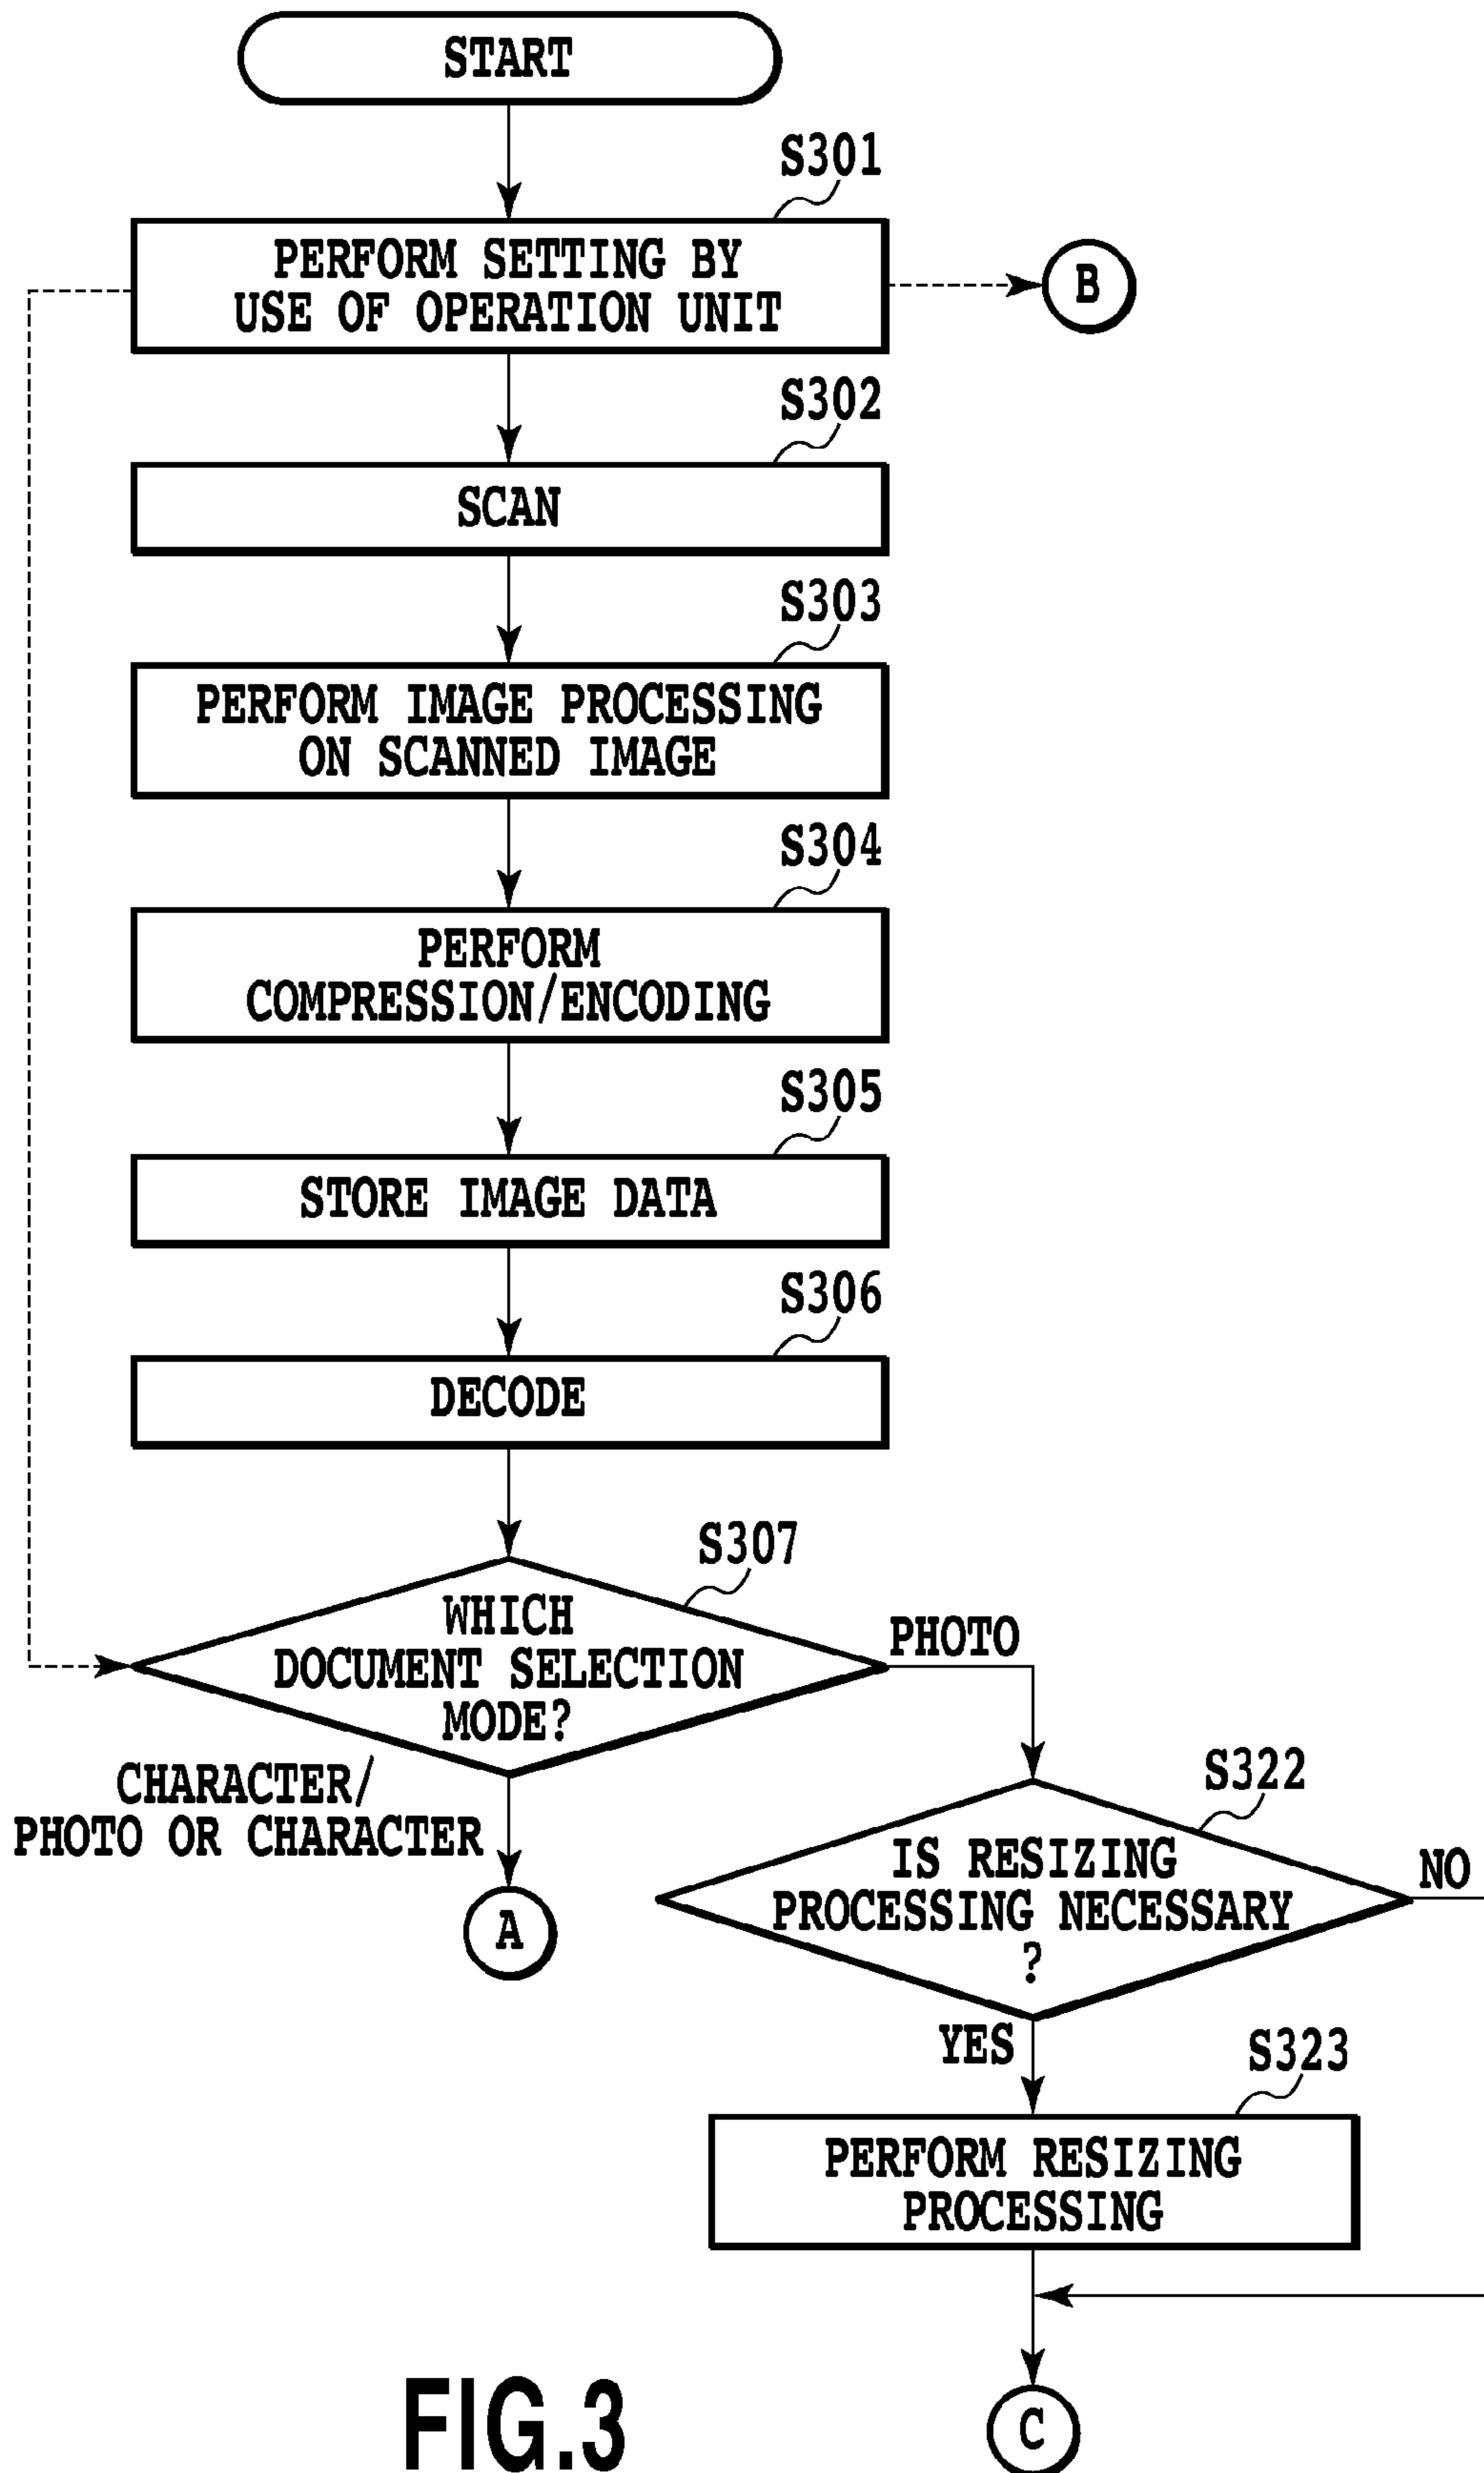 START
S301
PERFORM SETTING BY
USE OF OPERATION UNIT
B
S302
SCAN
S303
PERFORM IMAGE PROCESSING
ON SCANNED IMAGE
S304
PERFORM
COMPRESSION/ENCODING
S305
STORE IMAGE DATA
S306
DECODE
S307
WHICH
DOCUMENT SELECTION
MODE?
PHOTO
CHARACTER/
PHOTO OR CHARACTER
A
S322
IS RESIZING
PROCESSING NECESSARY
?
NO
YES
S323
PERFORM RESIZING
PROCESSING
C
FIG.3